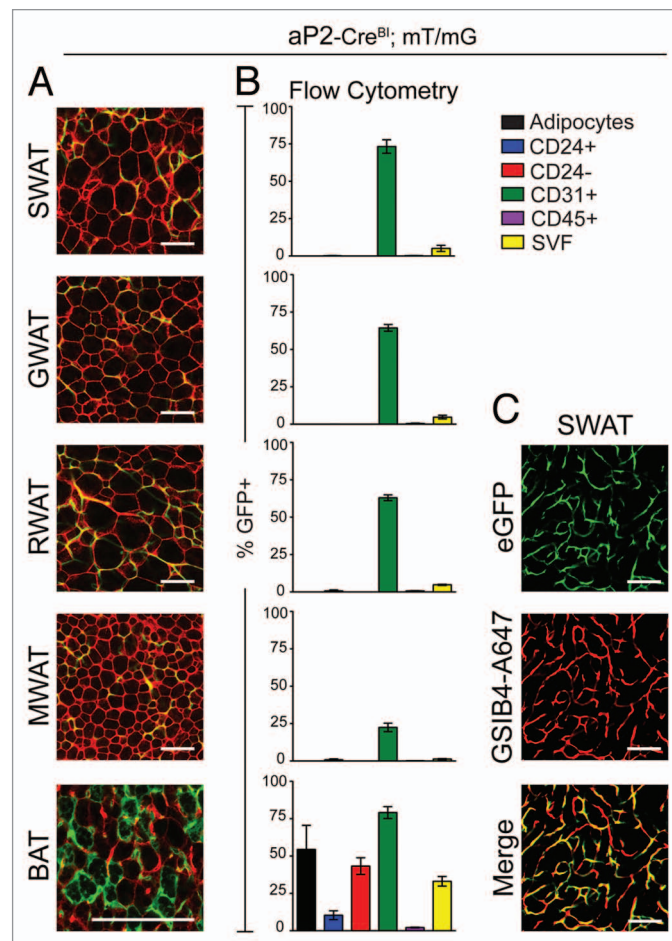 aP2-Cre^BI; mT/mG
A
B
Flow Cytometry
SWAT
GWAT
RWAT
MWAT
BAT
% GFP+
100
75
50
25
0
100
75
50
25
0
100
75
50
25
0
100
75
50
25
0
100
75
50
25
0
Adipocytes
CD24+
CD24-
CD31+
CD45+
SVF
C
SWAT
eGFP
GSIB4-A647
Merge